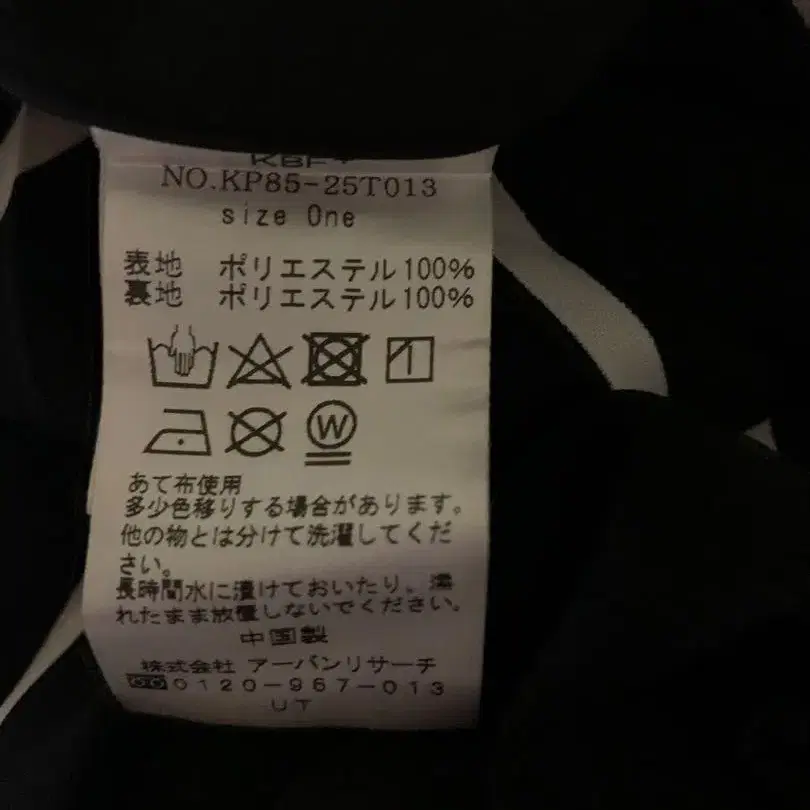 KBF+
NO.KP85-25T013
size One
表地 ポリエステル100%
裏地 ポリエステル100%
W
あて布使用
多少色移りする場合があります。
他の物とは分けて洗濯してくだ
さい。
長時間水に漬けておいたり、濡
れたまま放置しないでください。
中国製
株式会社 アーバンリサーチ
0120-967-013
UT